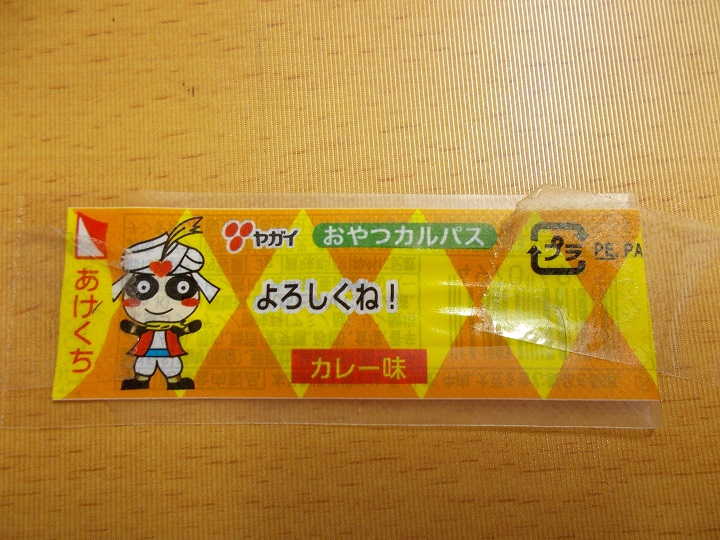 ヤガイ おやつカルパス
プラ PE, PA
あけくち
よろしくね!
カレー味